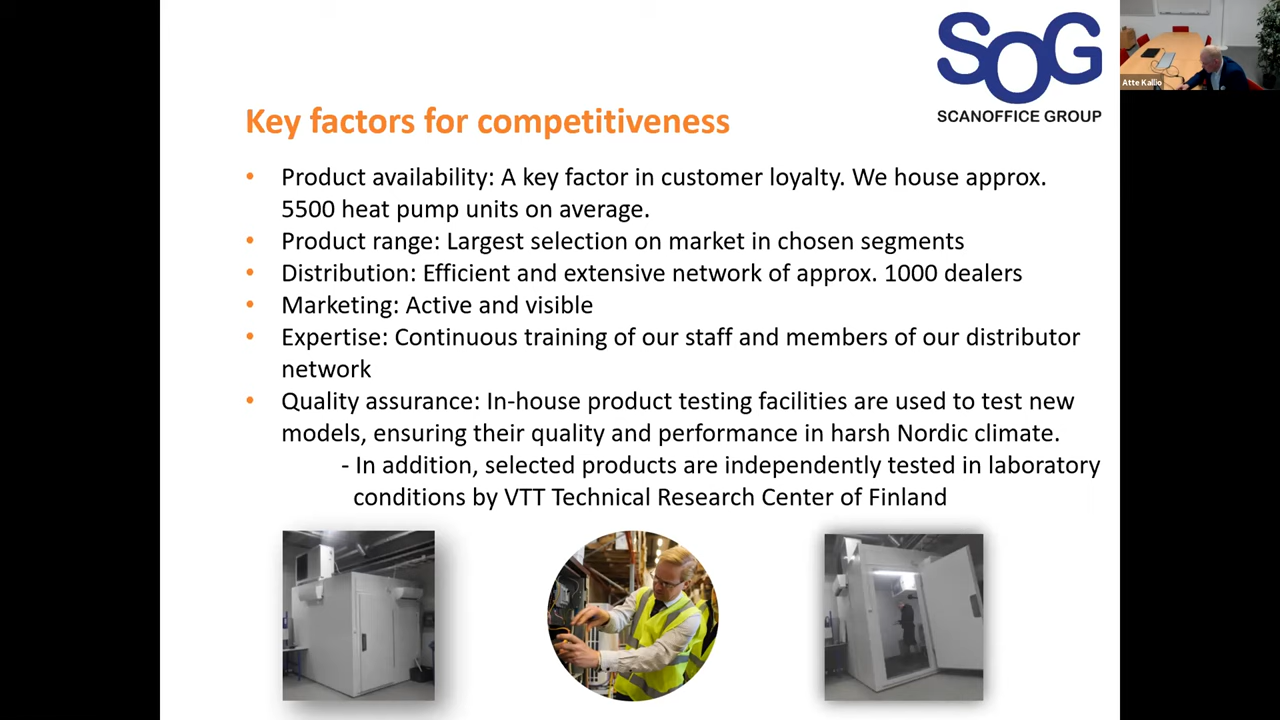 SOG
SCANOFFICE GROUP
Atte Kallio
Key factors for competitiveness
• Product availability: A key factor in customer loyalty. We house approx.
5500 heat pump units on average.
• Product range: Largest selection on market in chosen segments
• Distribution: Efficient and extensive network of approx. 1000 dealers
• Marketing: Active and visible
• Expertise: Continuous training of our staff and members of our distributor
network
• Quality assurance: In-house product testing facilities are used to test new
models, ensuring their quality and performance in harsh Nordic climate.
- In addition, selected products are independently tested in laboratory
conditions by VTT Technical Research Center of Finland